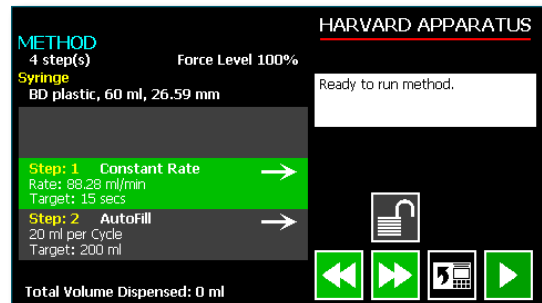 METHOD
4 step(s) Force Level 100%
Syringe
BD plastic, 60 ml, 26.59 mm
Step: 1 Constant Rate
Rate: 88.28 ml/min
Target: 15 secs
Step: 2 AutoFill
20 ml per Cycle
Target: 200 ml
Total Volume Dispensed: 0 ml
HARVARD APPARATUS
Ready to run method.